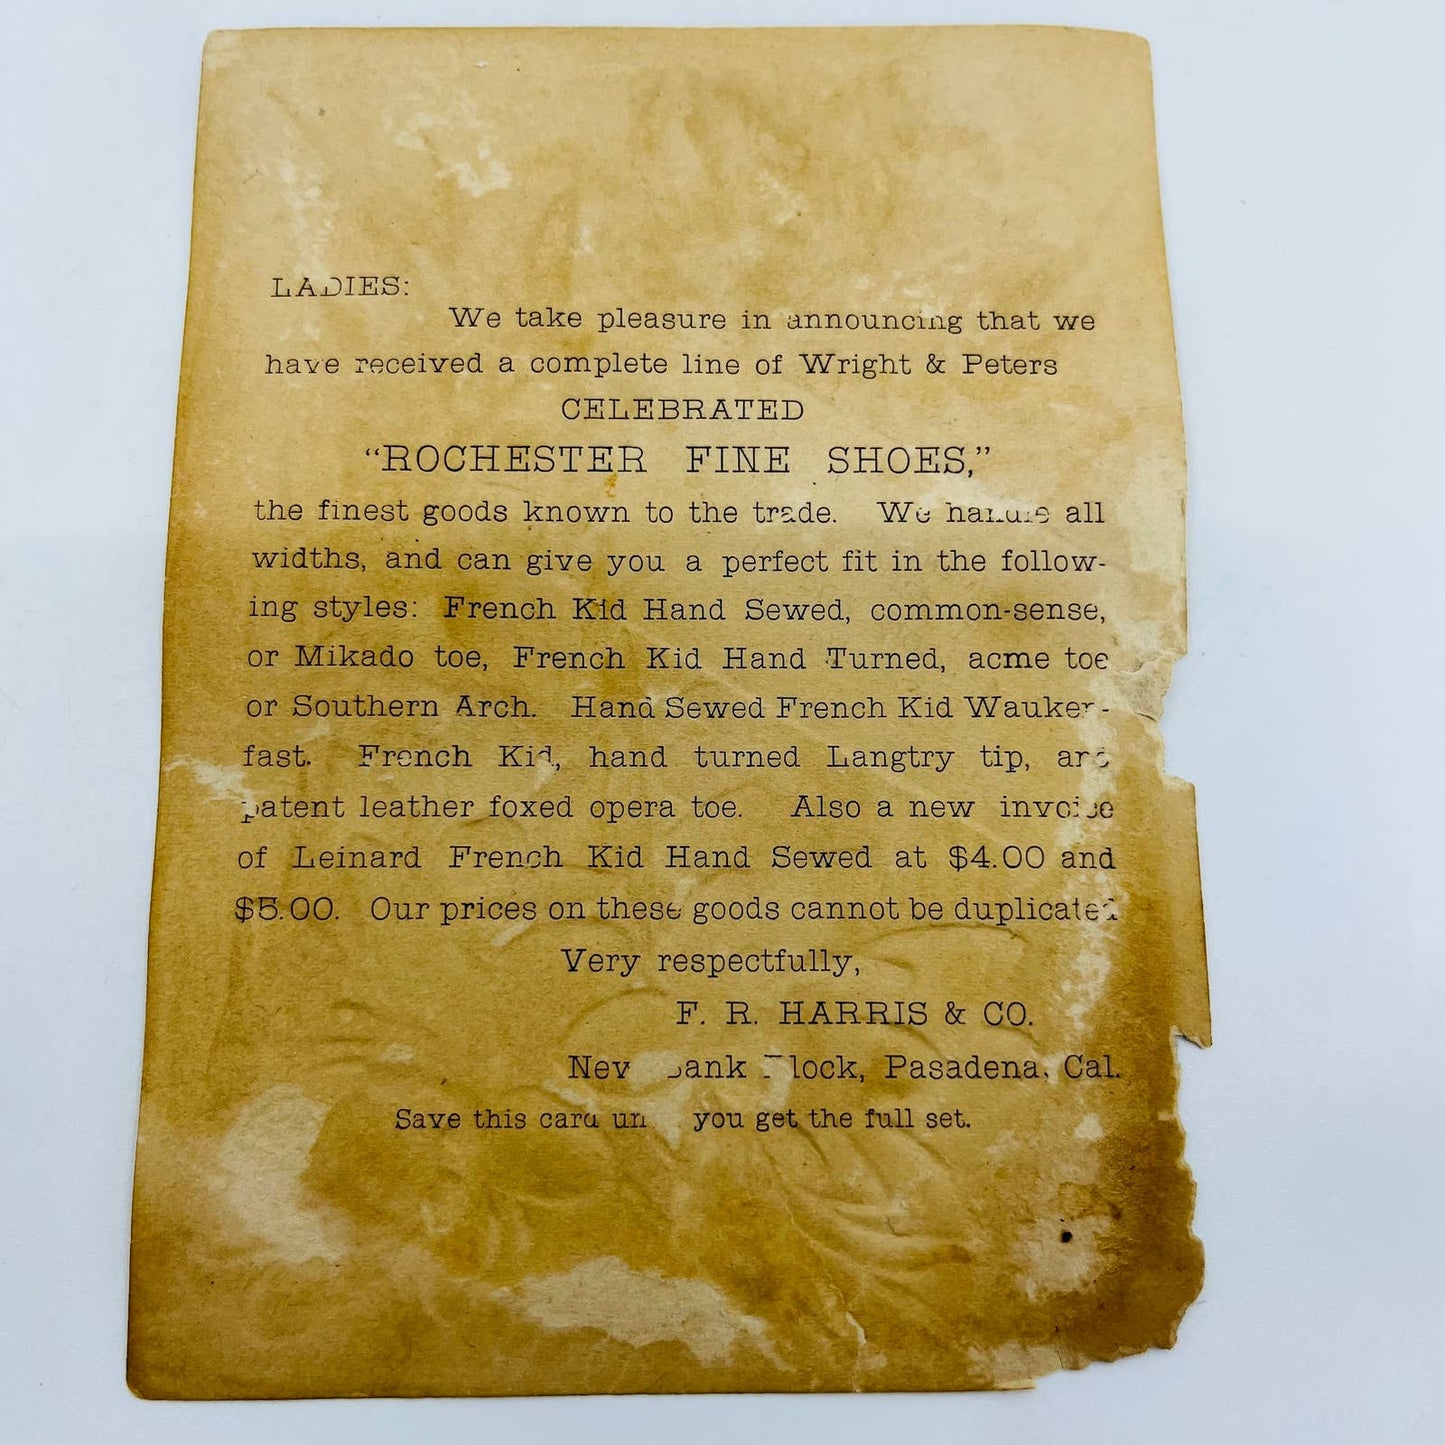 LADIES:
We take pleasure in announcing that we
have received a complete line of Wright & Peters
CELEBRATED
“ROCHESTER FINE SHOES,”
the finest goods known to the trade. We handle all
widths, and can give you a perfect fit in the follow-
ing styles: French Kid Hand Sewed, common-sense,
or Mikado toe, French Kid Hand Turned, acme toe
or Southern Arch. Hand Sewed French Kid Wauken-
fast. French Kid, hand turned Langtry tip, and
patent leather foxed opera toe. Also a new invoice
of Leinard French Kid Hand Sewed at $4.00 and
$5.00. Our prices on these goods cannot be duplicated
Very respectfully,
F. R. HARRIS & CO.
New Bank Block, Pasadena, Cal.
Save this card until you get the full set.